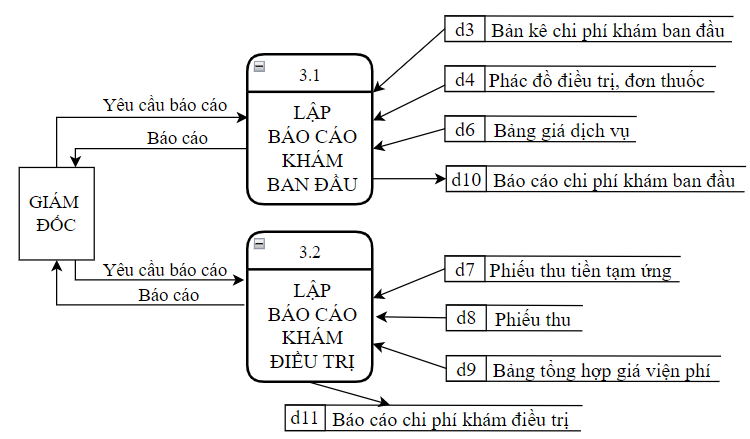 d3 Bản kê chi phí khám ban đầu
3.1
d4 Phác đồ điều trị, đơn thuốc
Yêu cầu báo cáo
LẬP
BÁO CÁO
KHÁM
BAN ĐẦU
d6 Bảng giá dịch vụ
Báo cáo
d10 Báo cáo chi phí khám ban đầu
GIÁM
ĐỐC
3.2
Yêu cầu báo cáo
d7 Phiếu thu tiền tạm ứng
Báo cáo
LẬP
BÁO CÁO
KHÁM
ĐIỀU TRỊ
d8 Phiếu thu
d9 Bảng tổng hợp giá viện phí
d11 Báo cáo chi phí khám điều trị